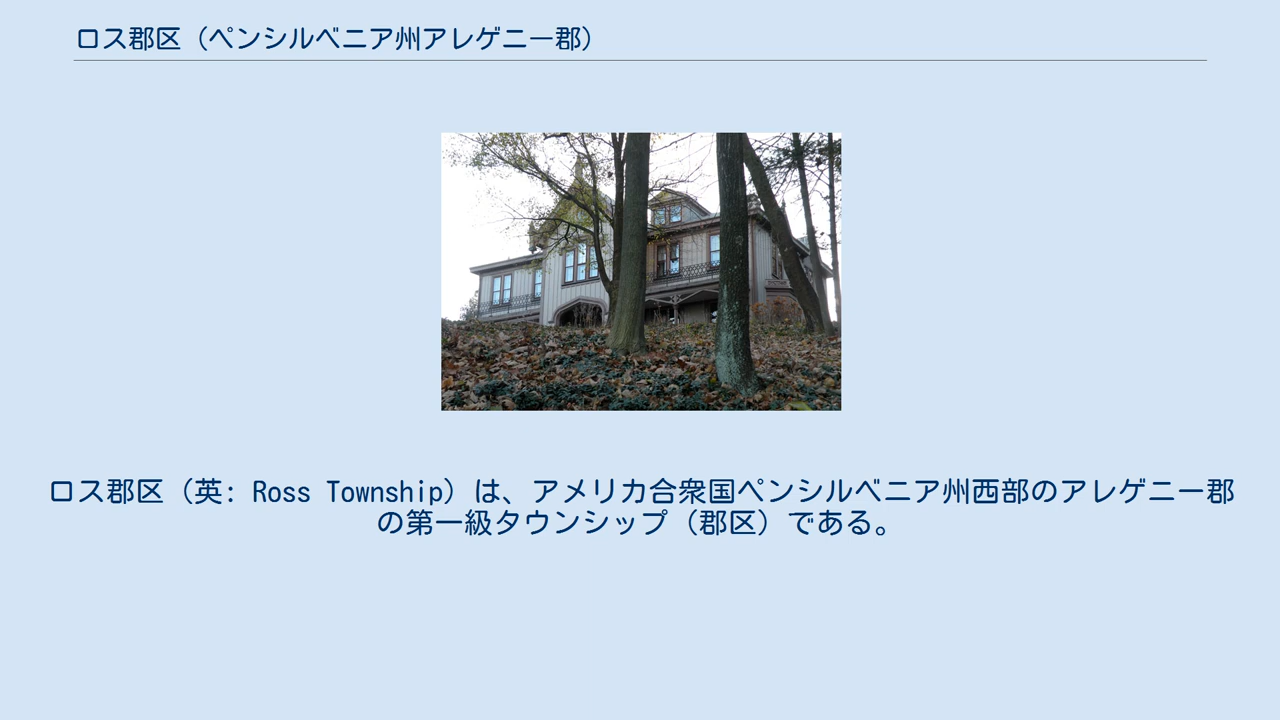 ロス郡区（ペンシルベニア州アレゲニー郡）
ロス郡区（英: Ross Township）は、アメリカ合衆国ペンシルベニア州西部のアレゲニー郡
の第一級タウンシップ（郡区）である。